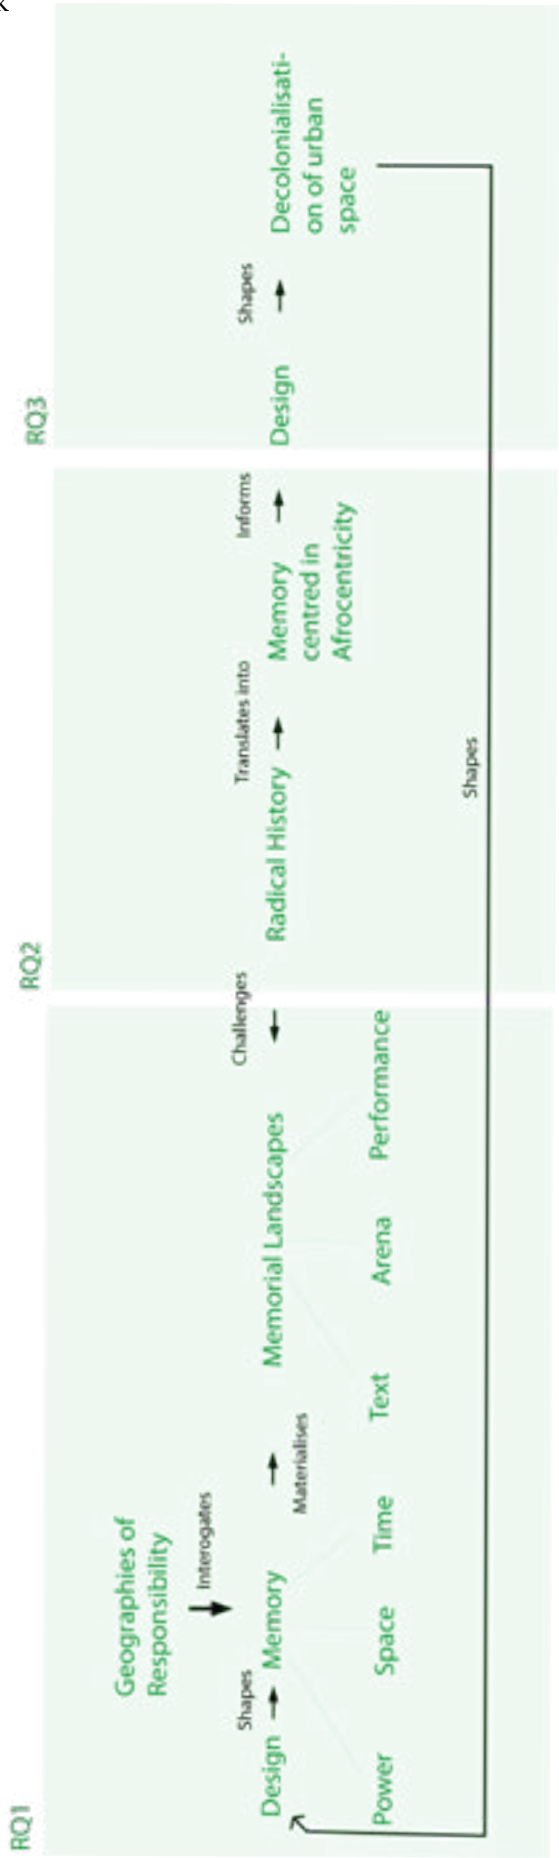 k
RQ1
Geographies of
Responsibility
Interogates
Shapes
Design
Memory
Materialises
Memorial Landscapes
Power
Space
Time
Text
Arena
Performance
Challenges
RQ2
Radical History
Translates into
Memory
centred in
Afrocentricity
Informs
RQ3
Design
Shapes
Decolonialisati-
on of urban
space
Shapes